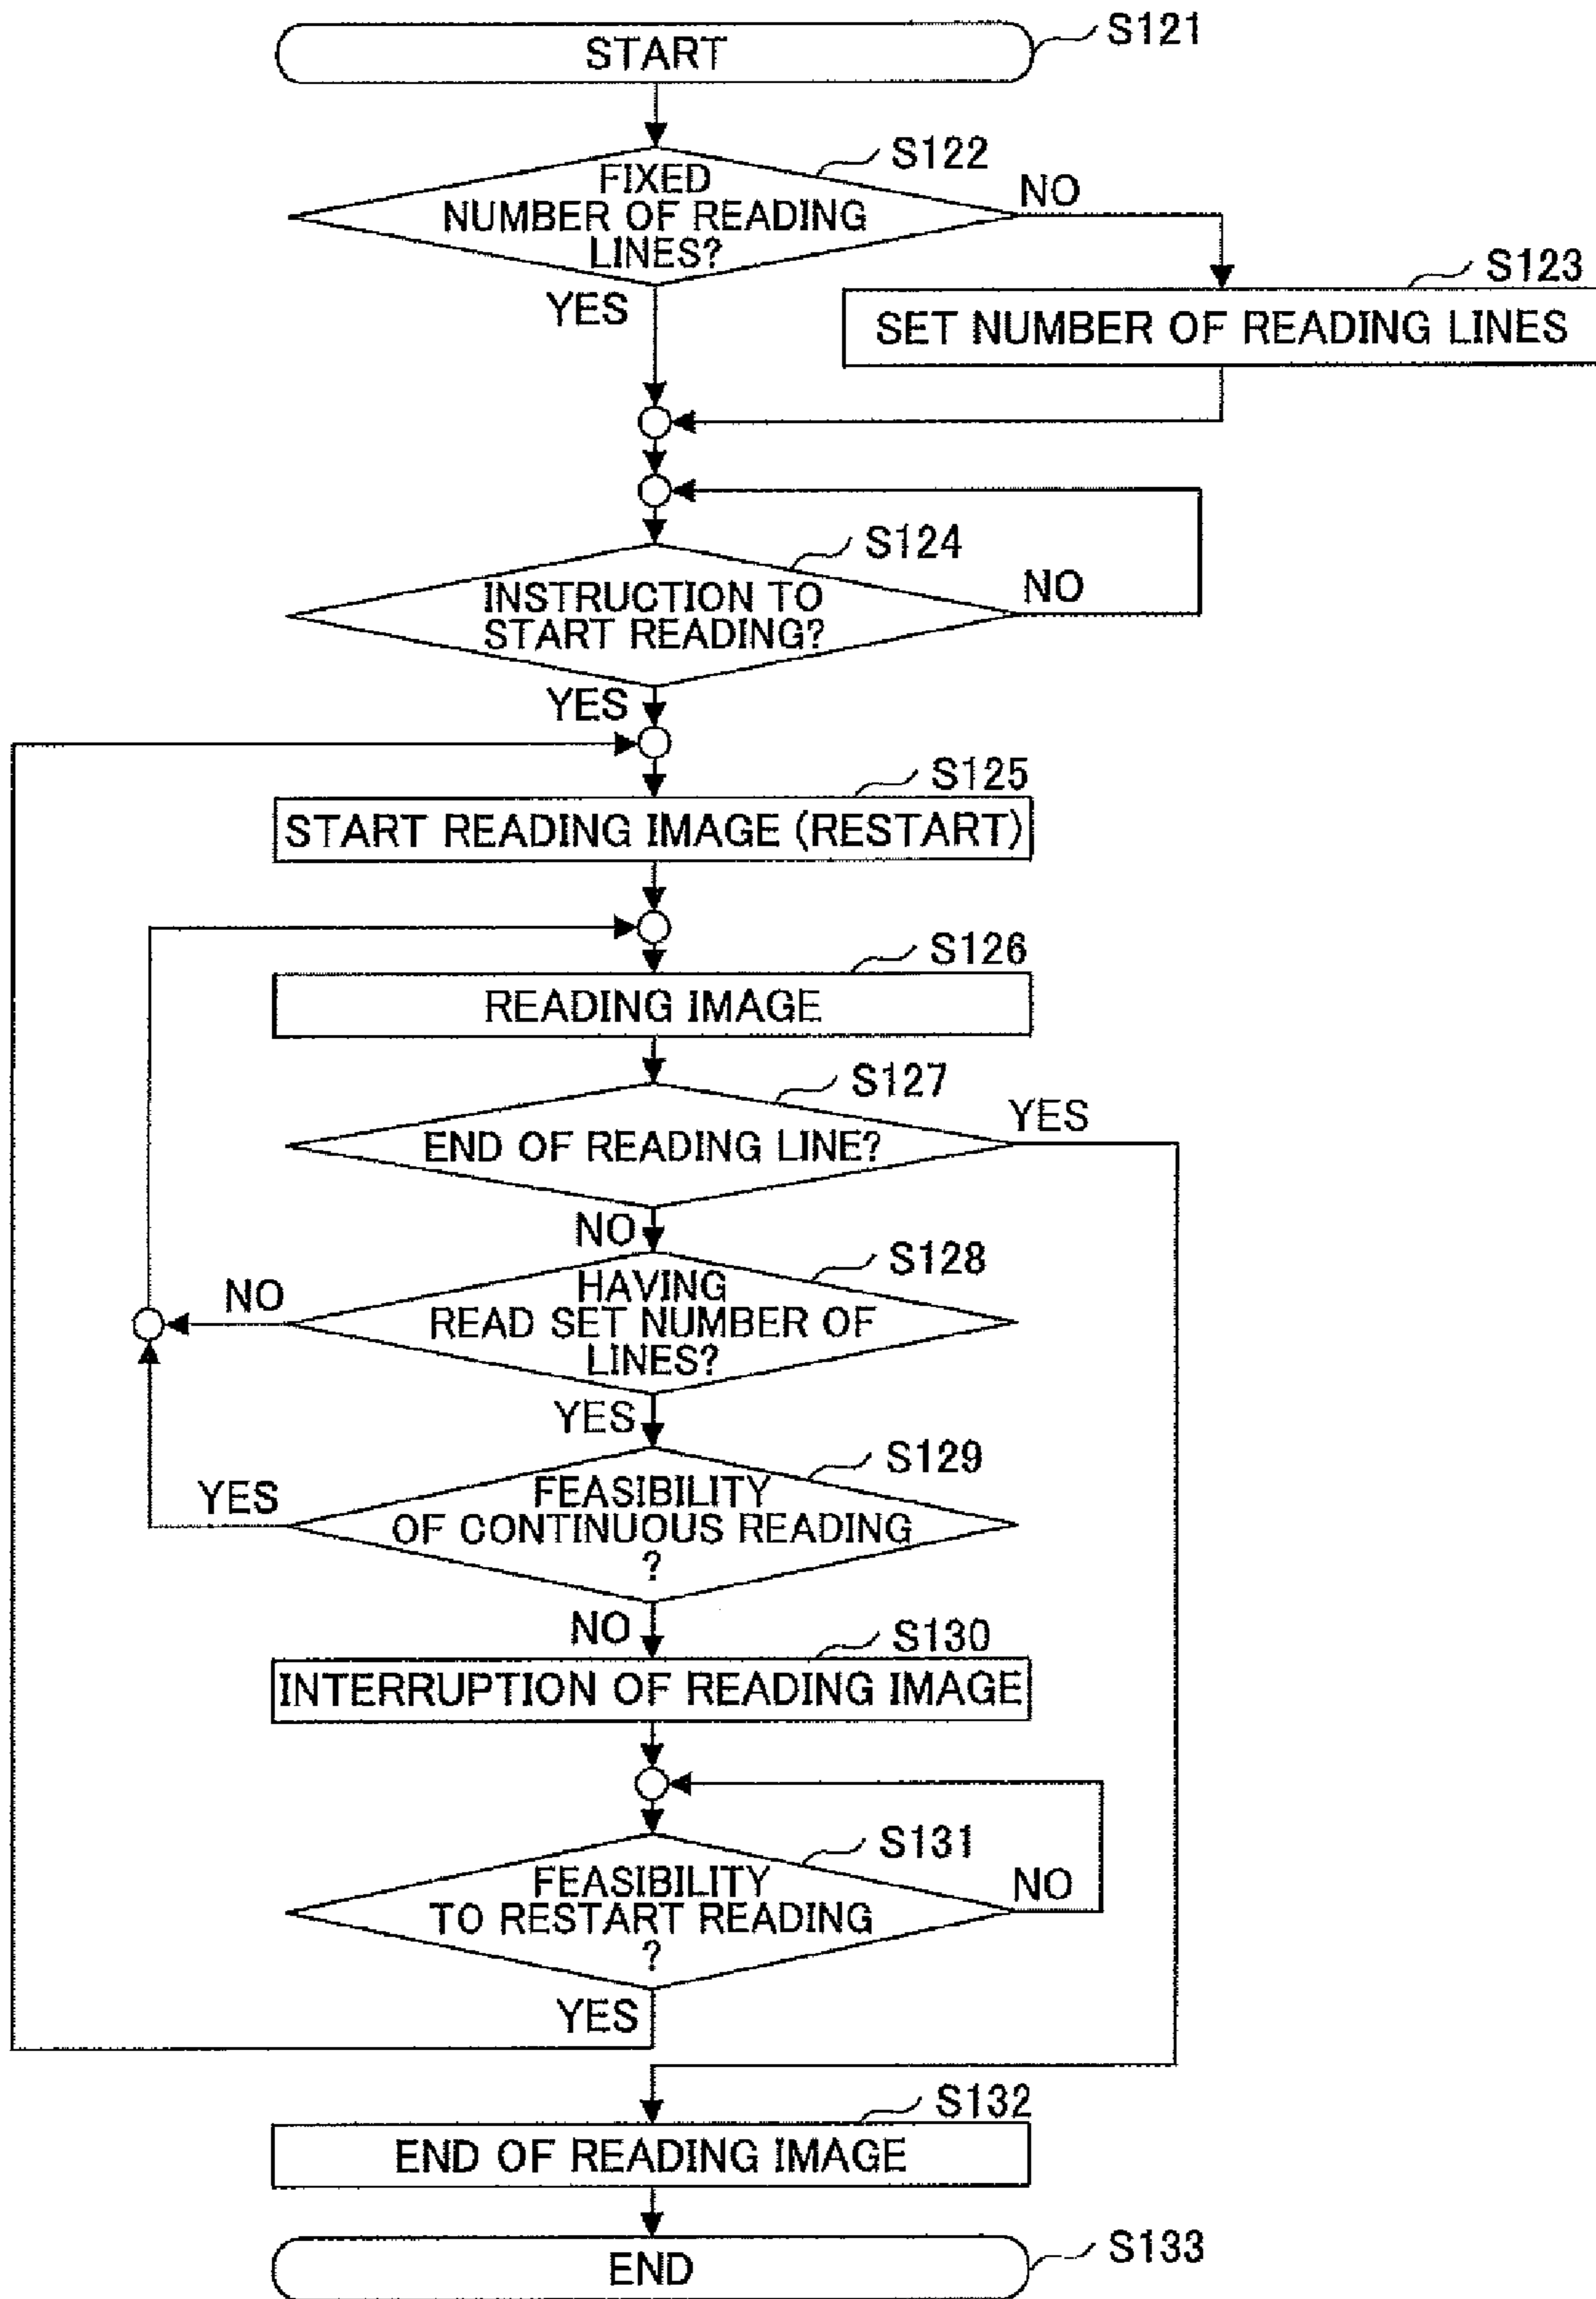 START
S121
S122
FIXED
NUMBER OF READING
LINES?
NO
YES
S123
SET NUMBER OF READING LINES
S124
INSTRUCTION TO
START READING?
NO
YES
S125
START READING IMAGE (RESTART)
S126
READING IMAGE
S127
END OF READING LINE?
YES
NO
S128
HAVING
READ SET NUMBER OF
LINES?
NO
YES
S129
FEASIBILITY
OF CONTINUOUS READING
?
YES
NO
S130
INTERRUPTION OF READING IMAGE
S131
FEASIBILITY
TO RESTART READING
?
NO
YES
S132
END OF READING IMAGE
END
S133